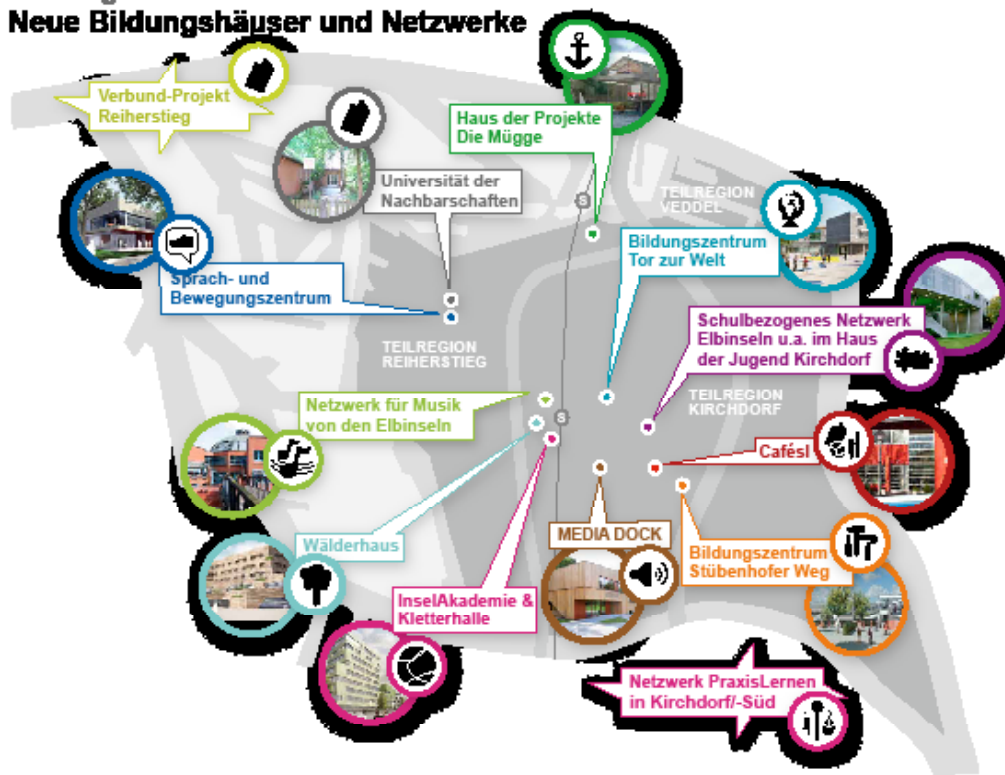 Neue Bildungshäuser und Netzwerke
Verbund-Projekt
Reiherstieg
Haus der Projekte
Die Mügge
Universität der
Nachbarschaften
TEILREGION
VEDDEL
S
Bildungszentrum
Tor zur Welt
Sprach- und
Bewegungszentrum
Schulbezogenes Netzwerk
Elbinseln u.a. im Haus
der Jugend Kirchdorf
TEILREGION
REIHERSTIEG
TEILREGION
KIRCHDORF
Netzwerk für Musik
von den Elbinseln
S
CaféSI
MEDIA DOCK
Wälderhaus
Bildungszentrum
Stübenhofer Weg
InselAkademie &
Kletterhalle
Netzwerk PraxisLernen
in Kirchdorf/-Süd